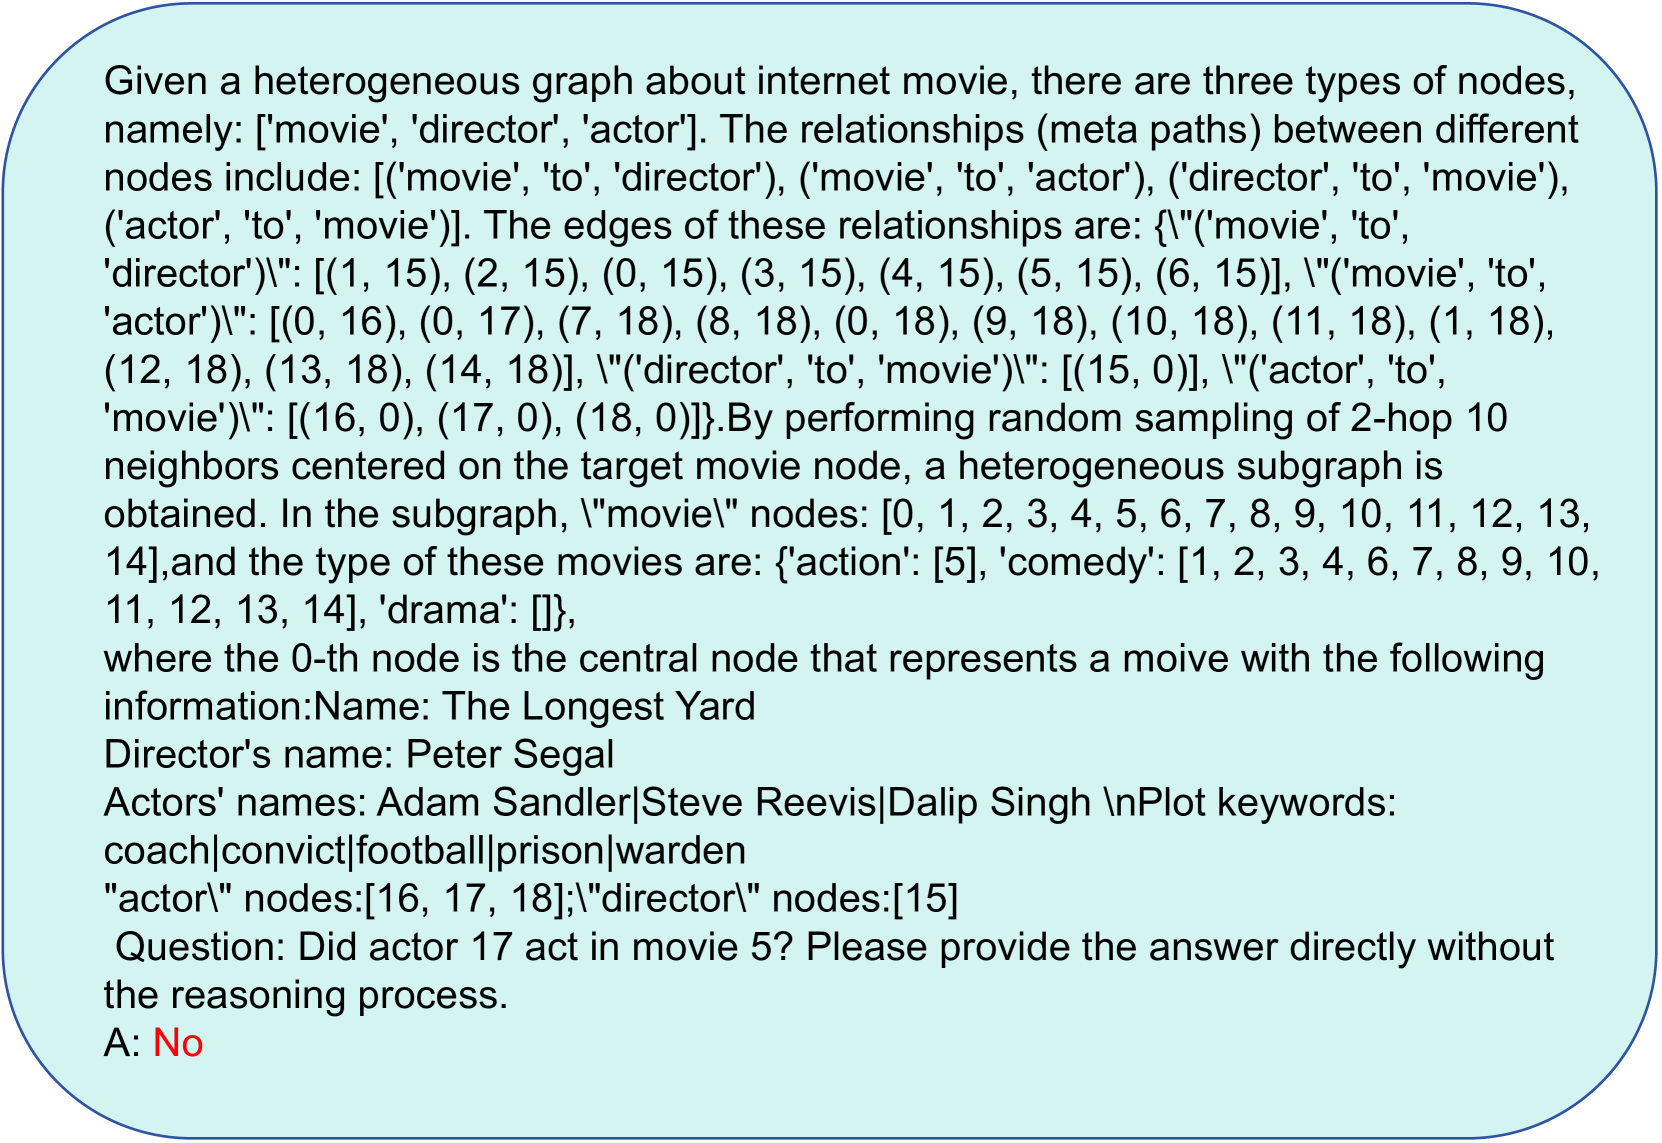 Given a heterogeneous graph about internet movie, there are three types of nodes,
namely: ['movie', 'director', 'actor']. The relationships (meta paths) between different
nodes include: [('movie', 'to', 'director'), ('movie', 'to', 'actor'), ('director', 'to', 'movie'),
('actor', 'to', 'movie')]. The edges of these relationships are: {\"('movie', 'to',
'director')\": [(1, 15), (2, 15), (0, 15), (3, 15), (4, 15), (5, 15), (6, 15)], \"('movie', 'to',
'actor')\": [(0, 16), (0, 17), (7, 18), (8, 18), (0, 18), (9, 18), (10, 18), (11, 18), (1, 18),
(12, 18), (13, 18), (14, 18)], \"('director', 'to', 'movie')\": [(15, 0)], \"('actor', 'to',
'movie')\": [(16, 0), (17, 0), (18, 0)]}.By performing random sampling of 2-hop 10
neighbors centered on the target movie node, a heterogeneous subgraph is
obtained. In the subgraph, \"movie\" nodes: [0, 1, 2, 3, 4, 5, 6, 7, 8, 9, 10, 11, 12, 13,
14],and the type of these movies are: {'action': [5], 'comedy': [1, 2, 3, 4, 6, 7, 8, 9, 10,
11, 12, 13, 14], 'drama': []},
where the 0-th node is the central node that represents a moive with the following
information:Name: The Longest Yard
Director's name: Peter Segal
Actors' names: Adam Sandler|Steve Reevis|Dalip Singh \nPlot keywords:
coach|convict|football|prison|warden
"actor\" nodes:[16, 17, 18];\"director\" nodes:[15]
Question: Did actor 17 act in movie 5? Please provide the answer directly without
the reasoning process.
A: No